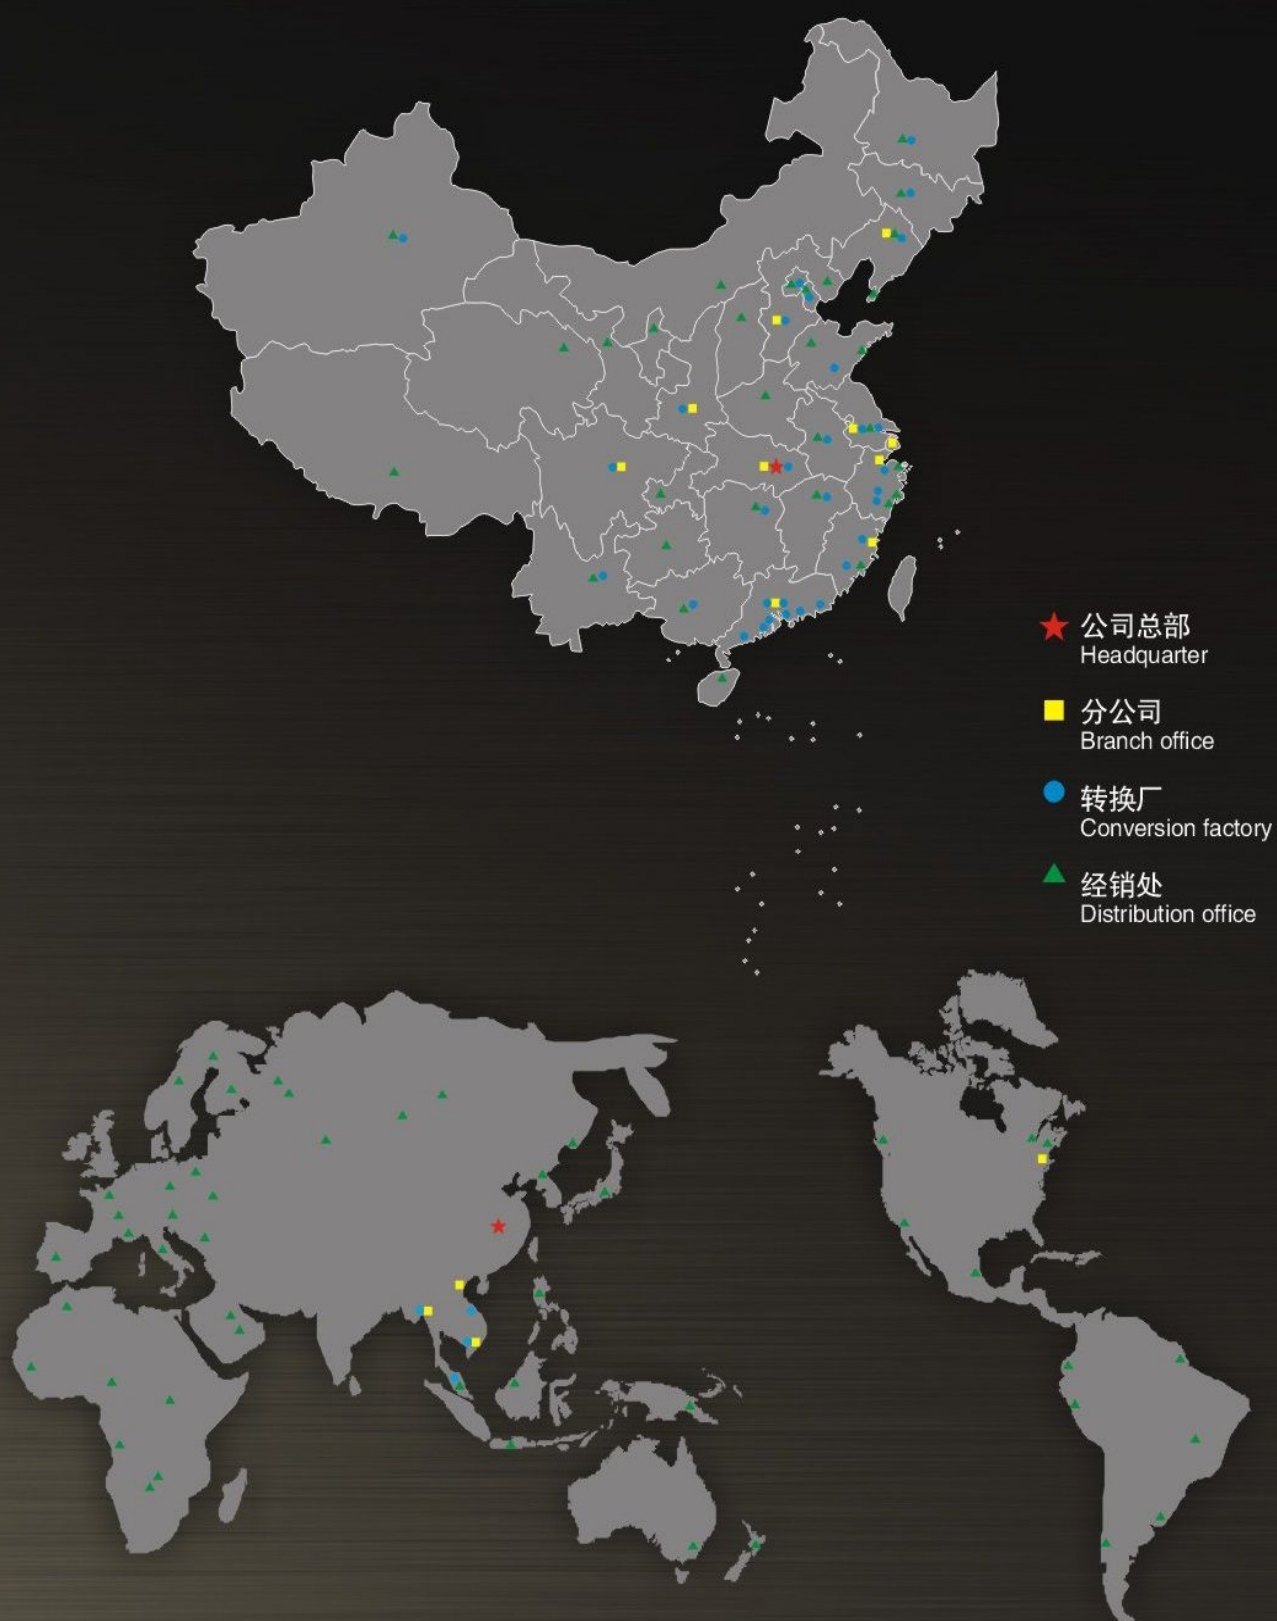 公司总部
Headquarter
分公司
Branch office
转换厂
Conversion factory
经销处
Distribution office